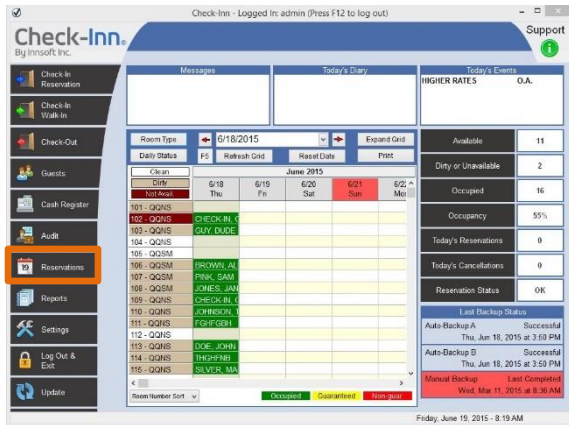 Check-Inn - Logged In: admin (Press F12 to log out)
Check-Inn®
By Innsoft Inc.
Support
Check-In
Reservation
Check-In
Walk-In
Check-Out
Guests
Cash Register
Audit
19
Reservations
Reports
Settings
Log Out &
Exit
Update
Messages
Today's Diary
Today's Events
HIGHER RATES O.A.
Room Type
6/18/2015
Expand Grid
Daily Status
F5 Refresh Grid
Reset Date
Print
Clean
Dirty
Not Avail.
June 2015
6/18 6/19 6/20 6/21 6/22
Thu Fri Sat Sun Mon
101 - QQNS
102 - QQNS CHECK-IN, C
103 - QQNS GUY, DUDE
104 - QQNS
105 - QQSM
106 - QQSM BROWN, AL
107 - QQSM PINK, SAM
108 - QQSM JONES, JAN
109 - QQNS CHECK-IN, C
110 - QQNS JOHNSON, T
111 - QQNS FGHFGBH
112 - QQNS
113 - QQNS DOE, JOHN
114 - QQNS THGHFNB
115 - QQNS SILVER, MA
Room Number Sort
Occupied Guaranteed Non-guar
Available 11
Dirty or Unavailable 2
Occupied 16
Occupancy 55%
Today's Reservations 0
Today's Cancellations 0
Reservation Status OK
Last Backup Status
Auto-Backup A Successful
Thu, Jun 18, 2015 at 3:50 PM
Auto-Backup B Successful
Thu, Jun 18, 2015 at 3:50 PM
Manual Backup Last Completed
Wed, Mar 11, 2015 at 8:36 AM
Friday, June 19, 2015 - 8:19 AM